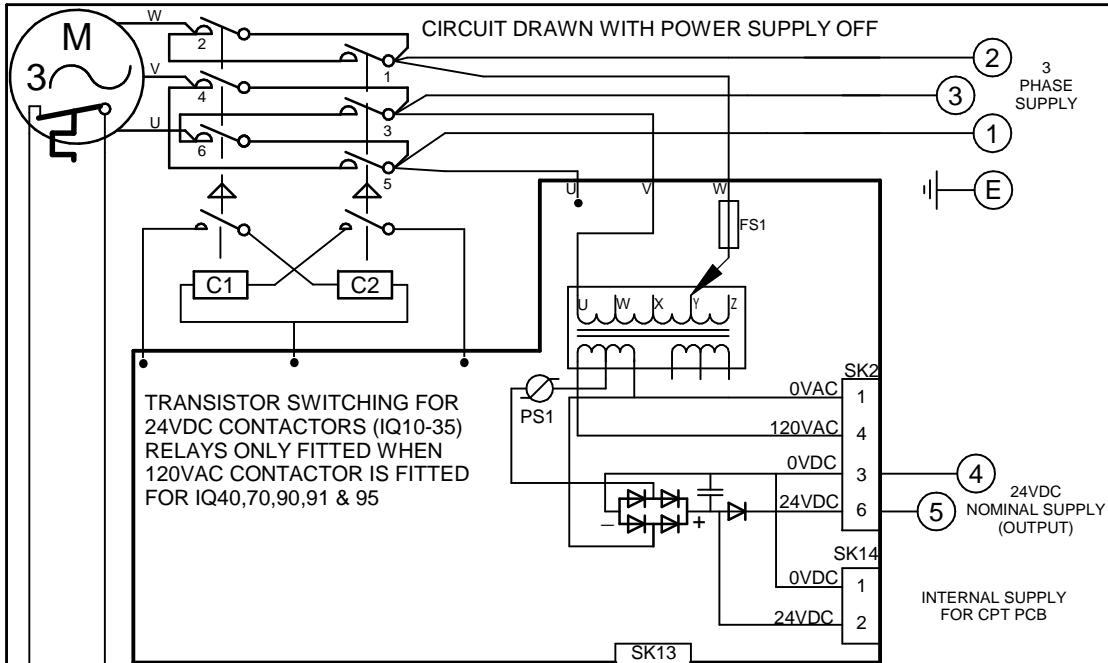 CIRCUIT DRAWN WITH POWER SUPPLY OFF
W
M
3
V
U
2
4
6
1
3
5
2
3
1
E
3
PHASE
SUPPLY
C1
C2
U
V
W
FS1
U
W
X
Y
Z
PS1
TRANSISTOR SWITCHING FOR
24VDC CONTACTORS (IQ10-35)
RELAYS ONLY FITTED WHEN
120VAC CONTACTOR IS FITTED
FOR IQ40,70,90,91 & 95
SK2
0VAC 1
120VAC 4
0VDC 3
24VDC 6
– +
4
5
24VDC
NOMINAL SUPPLY
(OUTPUT)
SK14
0VDC 1
24VDC 2
INTERNAL SUPPLY
FOR CPT PCB
SK13